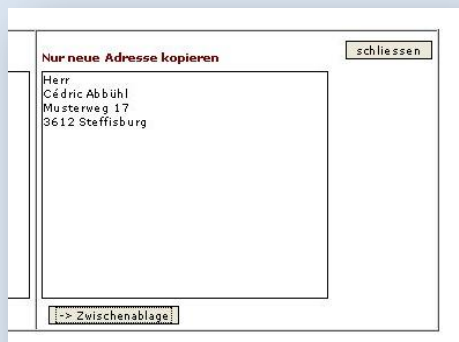 Nur neue Adresse kopieren
schliessen
Herr
Cédric Abbühl
Musterweg 17
3612 Steffisburg
-> Zwischenablage